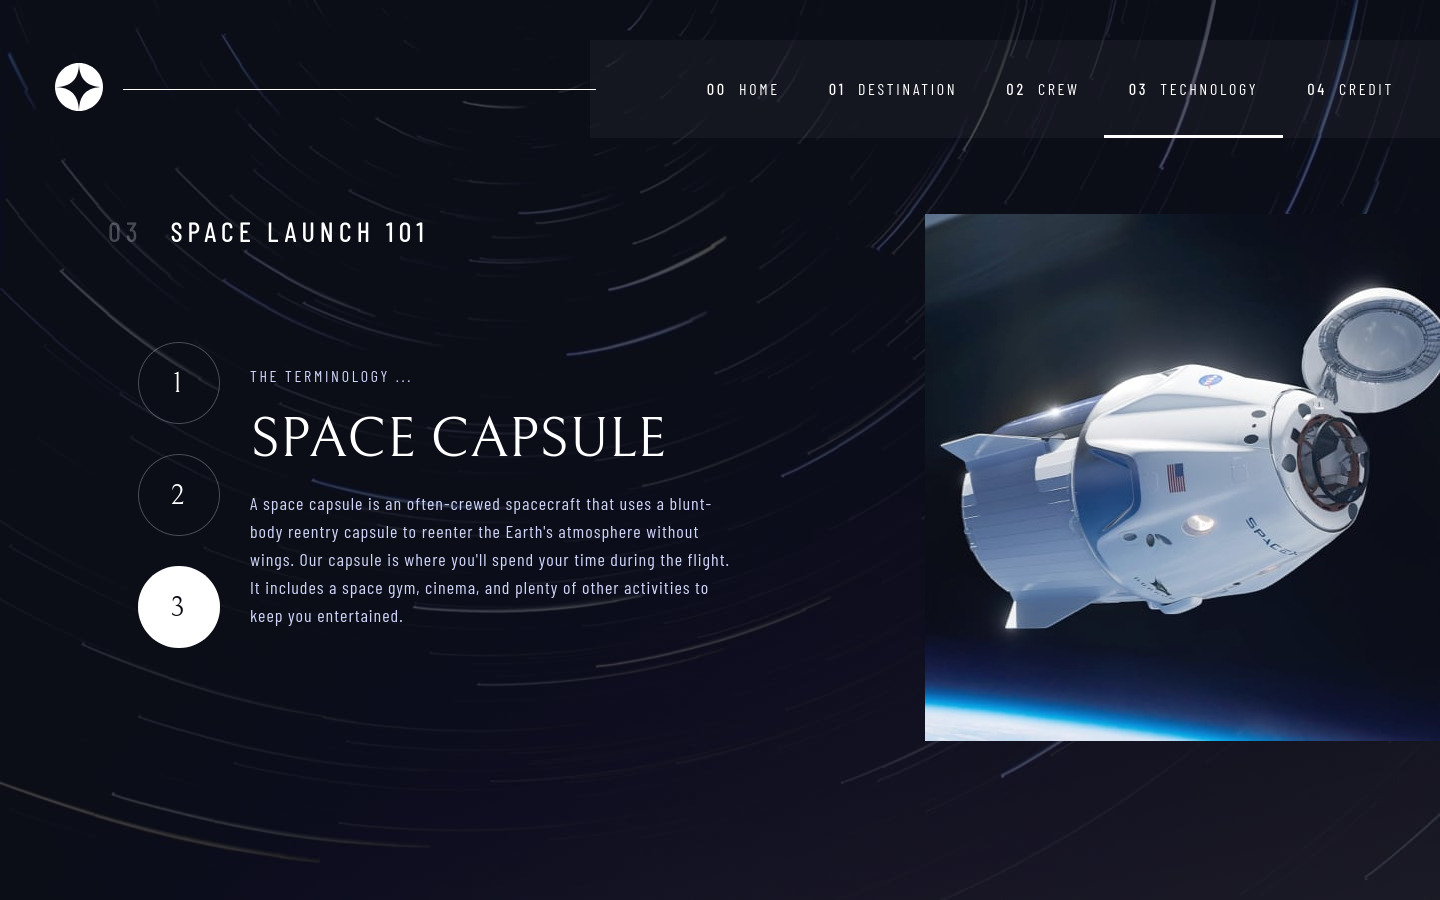 00 HOME
01 DESTINATION
02 CREW
03 TECHNOLOGY
04 CREDIT
03 SPACE LAUNCH 101
1
2
3
THE TERMINOLOGY ...
SPACE CAPSULE
A space capsule is an often-crewed spacecraft that uses a blunt-
body reentry capsule to reenter the Earth's atmosphere without
wings. Our capsule is where you'll spend your time during the flight.
It includes a space gym, cinema, and plenty of other activities to
keep you entertained.